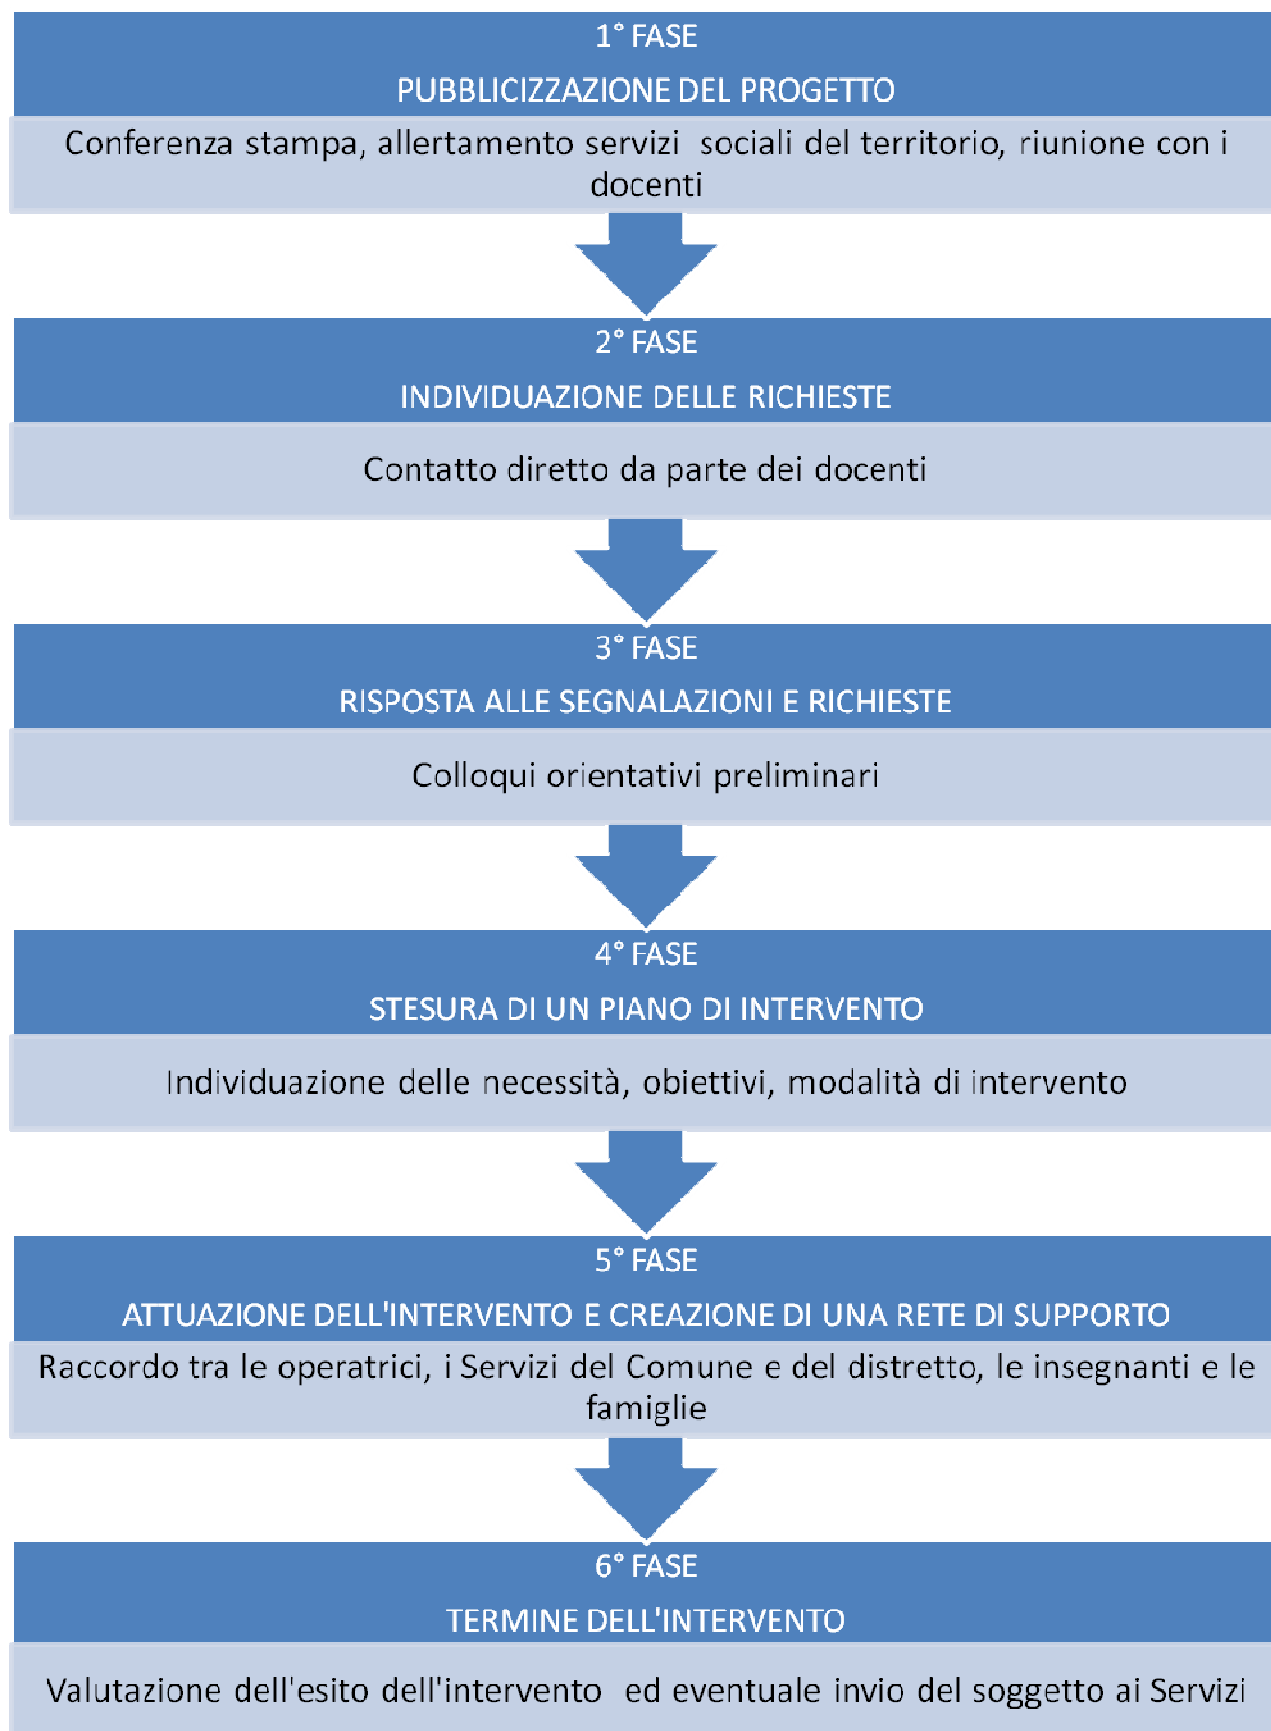 1° FASE
PUBBLICIZZAZIONE DEL PROGETTO
Conferenza stampa, allertamento servizi  sociali del territorio, riunione con i
docenti
2° FASE
INDIVIDUAZIONE DELLE RICHIESTE
Contatto diretto da parte dei docenti
3° FASE
RISPOSTA ALLE SEGNALAZIONI E RICHIESTE
Colloqui orientativi preliminari
4° FASE
STESURA DI UN PIANO DI INTERVENTO
Individuazione delle necessità, obiettivi, modalità di intervento
5° FASE
ATTUAZIONE DELL'INTERVENTO E CREAZIONE DI UNA RETE DI SUPPORTO
Raccordo tra le operatrici, i Servizi del Comune e del distretto, le insegnanti e le
famiglie
6° FASE
TERMINE DELL'INTERVENTO
Valutazione dell'esito dell'intervento  ed eventuale invio del soggetto ai Servizi